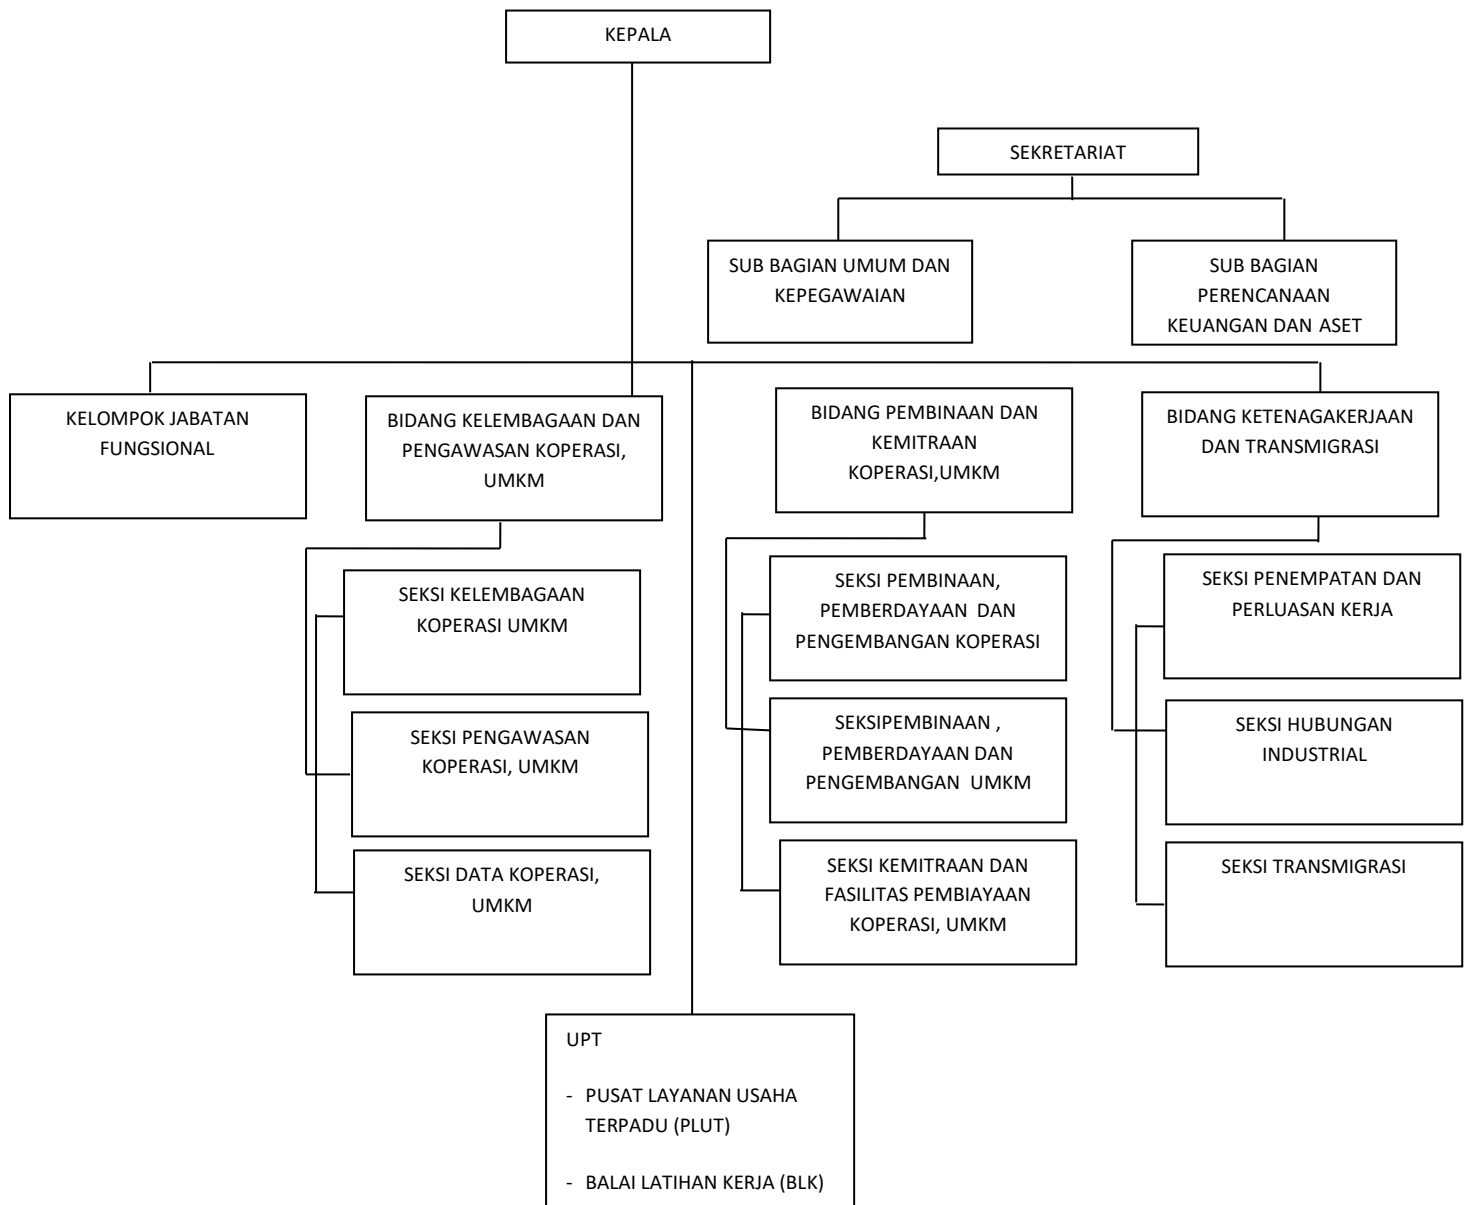 KEPALA
SEKRETARIAT
SUB BAGIAN UMUM DAN
KEPEGAWAIAN
SUB BAGIAN
PERENCANAAN
KEUANGAN DAN ASET
KELOMPOK JABATAN
FUNGSIONAL
BIDANG KELEMBAGAAN DAN
PENGAWASAN KOPERASI,
UMKM
BIDANG PEMBINAAN DAN
KEMITRAAN
KOPERASI,UMKM
BIDANG KETENAGAKERJAAN
DAN TRANSMIGRASI
SEKSI KELEMBAGAAN
KOPERASI UMKM
SEKSI PENGAWASAN
KOPERASI, UMKM
SEKSI DATA KOPERASI,
UMKM
SEKSI PEMBINAAN,
PEMBERDAYAAN DAN
PENGEMBANGAN KOPERASI
SEKSIPEMBINAAN ,
PEMBERDAYAAN DAN
PENGEMBANGAN UMKM
SEKSI KEMITRAAN DAN
FASILITAS PEMBIAYAAN
KOPERASI, UMKM
SEKSI PENEMPATAN DAN
PERLUASAN KERJA
SEKSI HUBUNGAN
INDUSTRIAL
SEKSI TRANSMIGRASI
UPT
- PUSAT LAYANAN USAHA
TERPADU (PLUT)
- BALAI LATIHAN KERJA (BLK)